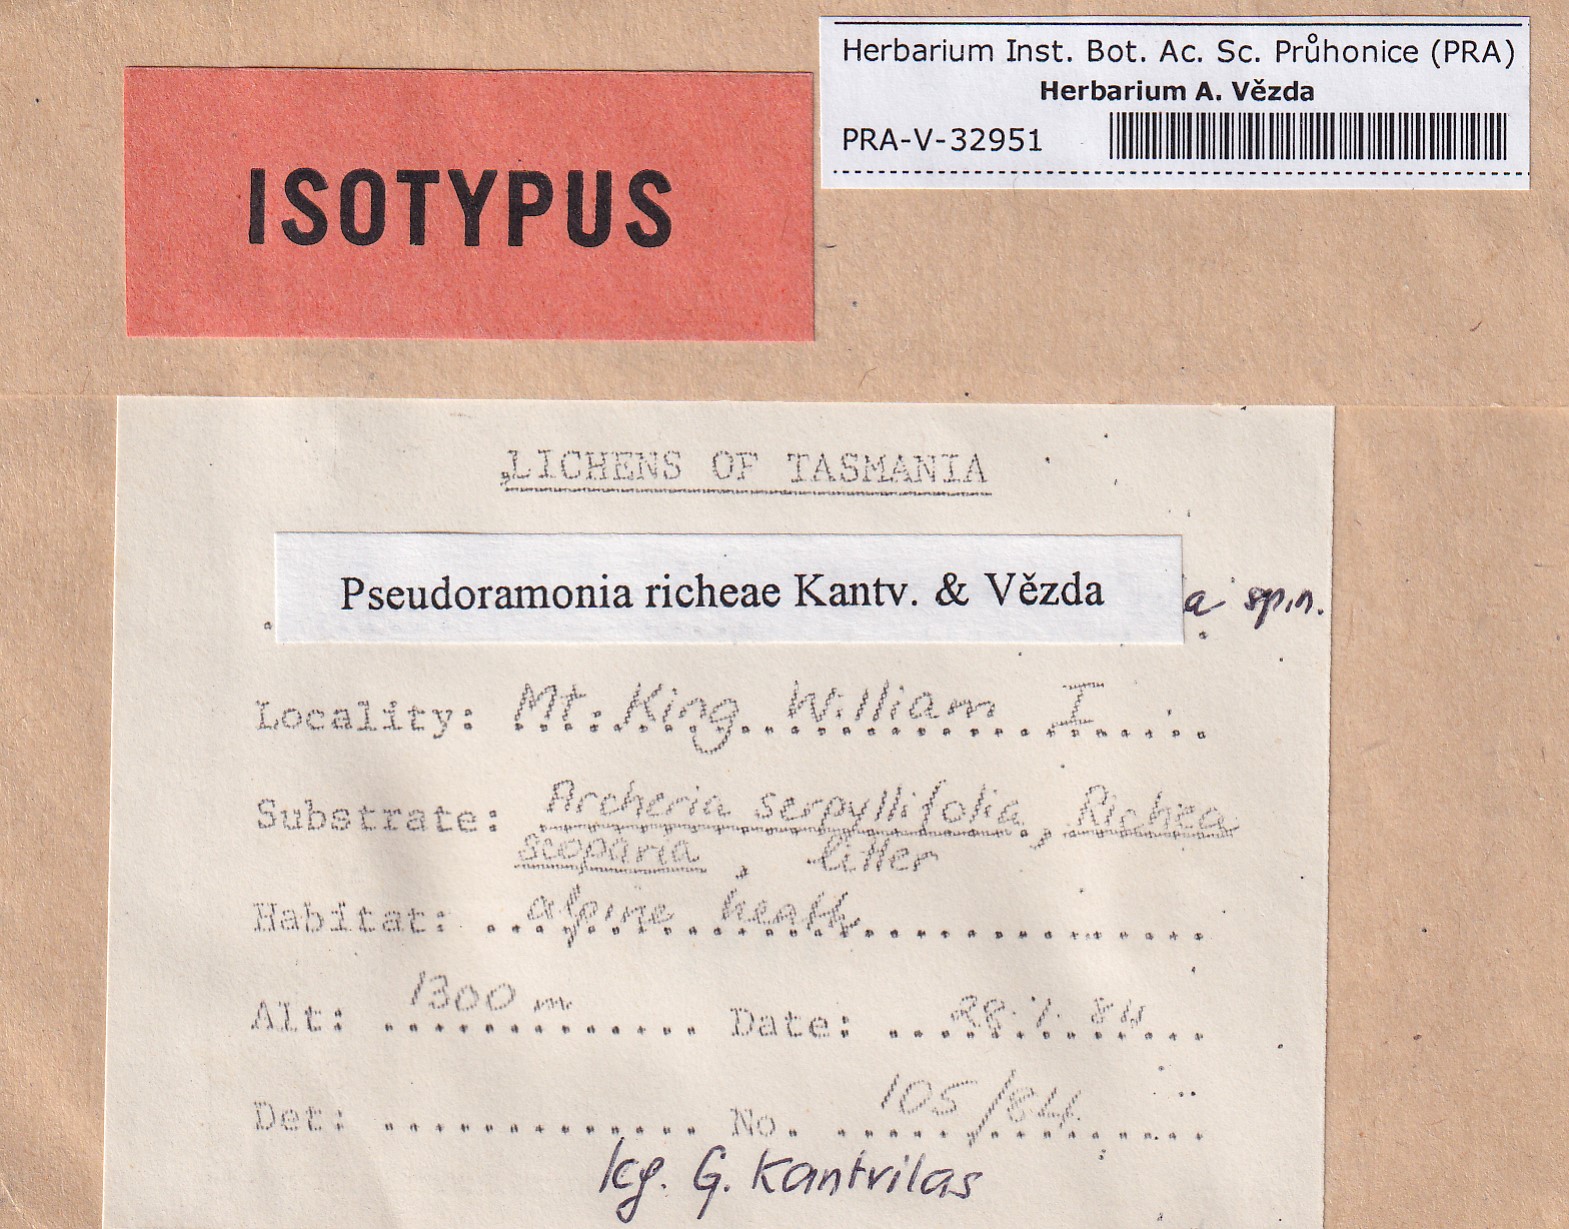 Herbarium Inst. Bot. Ac. Sc. Průhonice (PRA)
Herbarium A. Vězda
PRA-V-32951
ISOTYPUS
LICHENS OF TASMANIA
Pseudoramonia richeae Kantv. & Vězda
a sp.n.
Locality: Mt. King William I
Substrate: Archeria serpyllifolia, Richea
scoparia, litter
Habitat: alpine heath
Alt: 1300 m Date: 28.1.84
Det: No. 105/84
lg. G. Kantvilas